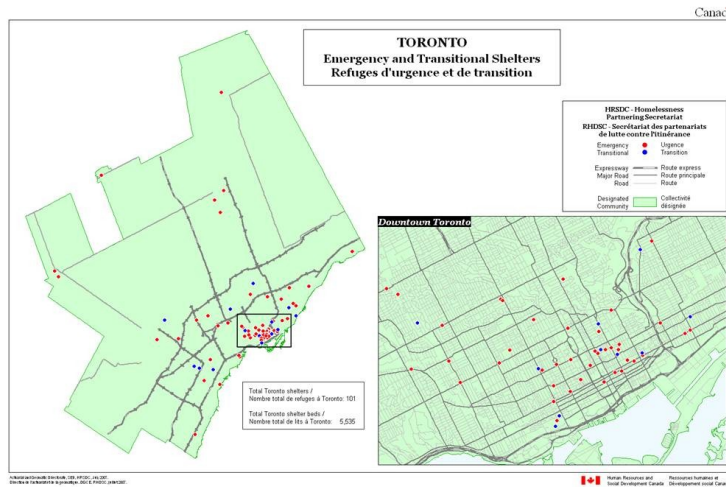 Canad
TORONTO
Emergency and Transitional Shelters
Refuges d'urgence et de transition
HRSDC - Homelessness
Partnering Secretariat
RHDSC - Secrétariat des partenariats
de lutte contre l'itinérance
Emergency Urgence
Transitional Transition
Expressway Route express
Major Road Route principale
Road Route
Designated Collectivité
Community désignée
Downtown Toronto
Total Toronto shelters /
Nombre total de refuges à Toronto: 101
Total Toronto shelter beds /
Nombre total de lits à Toronto: 5,535
Human Resources and Ressources humaines et
Social Development Canada Développement social Cana